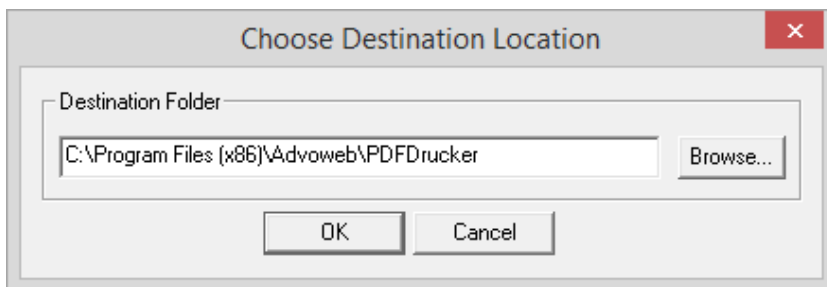 Choose Destination Location
Destination Folder
C:\Program Files (x86)\Advoweb\PDFDrucker
Browse...
OK
Cancel